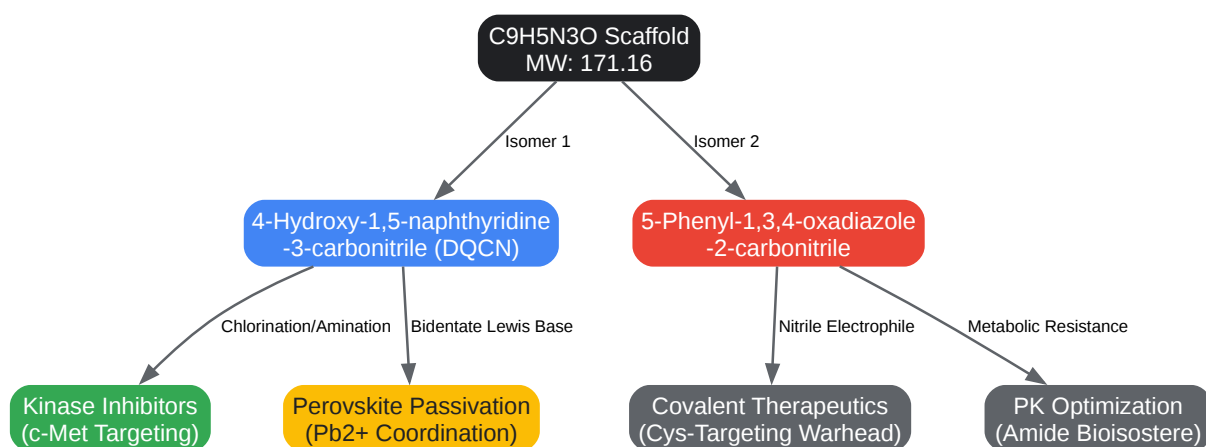 C9H5N3O Scaffold
MW: 171.16
Isomer 1
Isomer 2
4-Hydroxy-1,5-naphthyridine
-3-carbonitrile (DQCN)
5-Phenyl-1,3,4-oxadiazole
-2-carbonitrile
Chlorination/Amination
Bidentate Lewis Base
Nitrile Electrophile
Metabolic Resistance
Kinase Inhibitors
(c-Met Targeting)
Perovskite Passivation
(Pb2+ Coordination)
Covalent Therapeutics
(Cys-Targeting Warhead)
PK Optimization
(Amide Bioisostere)